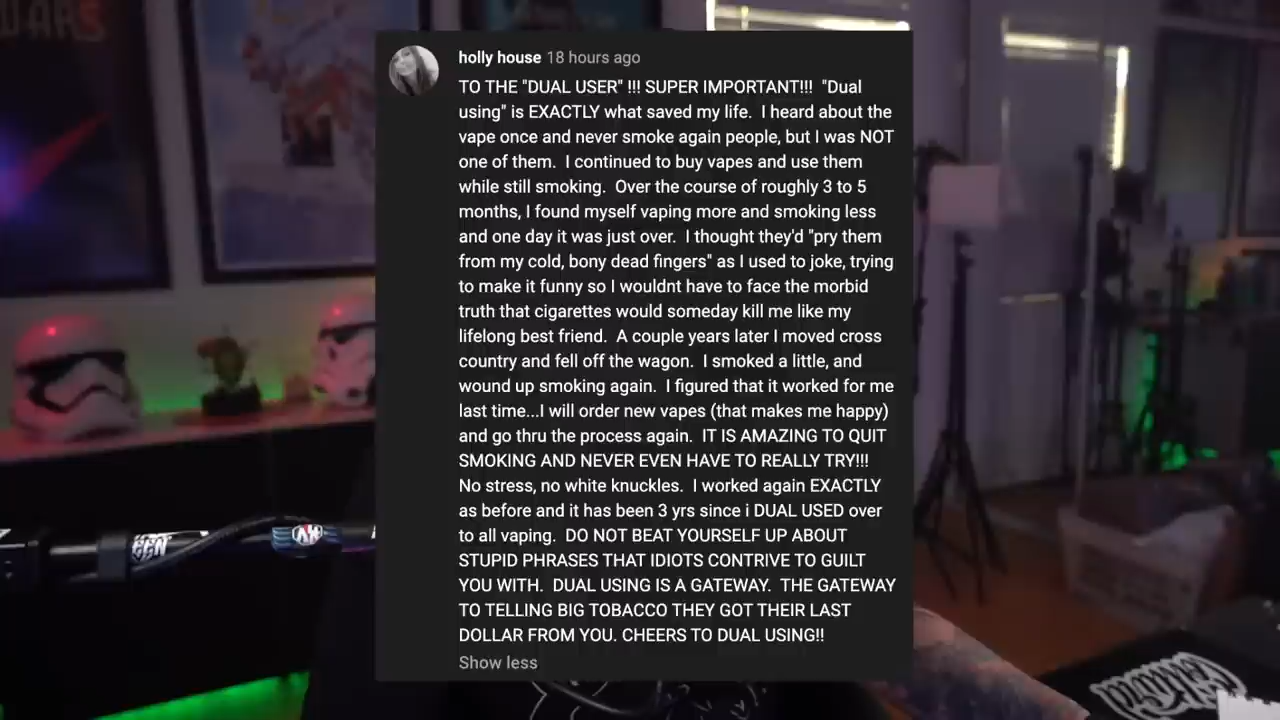 WARS
holly house 18 hours ago
TO THE "DUAL USER" !!! SUPER IMPORTANT!!!  "Dual
using" is EXACTLY what saved my life.  I heard about the
vape once and never smoke again people, but I was NOT
one of them.  I continued to buy vapes and use them
while still smoking.  Over the course of roughly 3 to 5
months, I found myself vaping more and smoking less
and one day it was just over.  I thought they'd "pry them
from my cold, bony dead fingers" as I used to joke, trying
to make it funny so I wouldnt have to face the morbid
truth that cigarettes would someday kill me like my
lifelong best friend.  A couple years later I moved cross
country and fell off the wagon.  I smoked a little, and
wound up smoking again.  I figured that it worked for me
last time...I will order new vapes (that makes me happy)
and go thru the process again.  IT IS AMAZING TO QUIT
SMOKING AND NEVER EVEN HAVE TO REALLY TRY!!!
No stress, no white knuckles.  I worked again EXACTLY
as before and it has been 3 yrs since i DUAL USED over
to all vaping.  DO NOT BEAT YOURSELF UP ABOUT
STUPID PHRASES THAT IDIOTS CONTRIVE TO GUILT
YOU WITH.  DUAL USING IS A GATEWAY.  THE GATEWAY
TO TELLING BIG TOBACCO THEY GOT THEIR LAST
DOLLAR FROM YOU. CHEERS TO DUAL USING!!
Show less